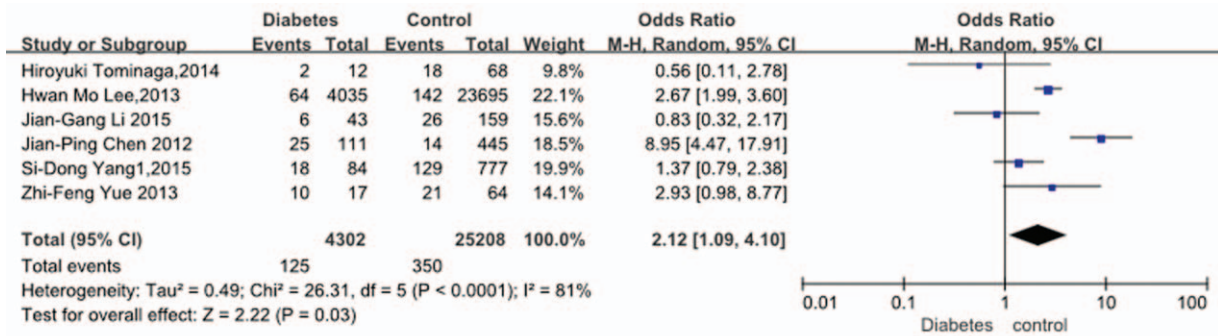 Diabetes Control Odds Ratio Odds Ratio
Study or Subgroup Events Total Events Total Weight M-H, Random, 95% CI M-H, Random, 95% CI
Hiroyuki Tominaga,2014 2 12 18 68 9.8% 0.56 [0.11, 2.78]
Hwan Mo Lee,2013 64 4035 142 23695 22.1% 2.67 [1.99, 3.60]
Jian-Gang Li 2015 6 43 26 159 15.6% 0.83 [0.32, 2.17]
Jian-Ping Chen 2012 25 111 14 445 18.5% 8.95 [4.47, 17.91]
Si-Dong Yang1,2015 18 84 129 777 19.9% 1.37 [0.79, 2.38]
Zhi-Feng Yue 2013 10 17 21 64 14.1% 2.93 [0.98, 8.77]
Total (95% CI) 4302 25208 100.0% 2.12 [1.09, 4.10]
Total events 125 350
Heterogeneity: Tau² = 0.49; Chi² = 26.31, df = 5 (P < 0.0001); I² = 81%
Test for overall effect: Z = 2.22 (P = 0.03)
0.01 0.1 1 10 100
Diabetes control